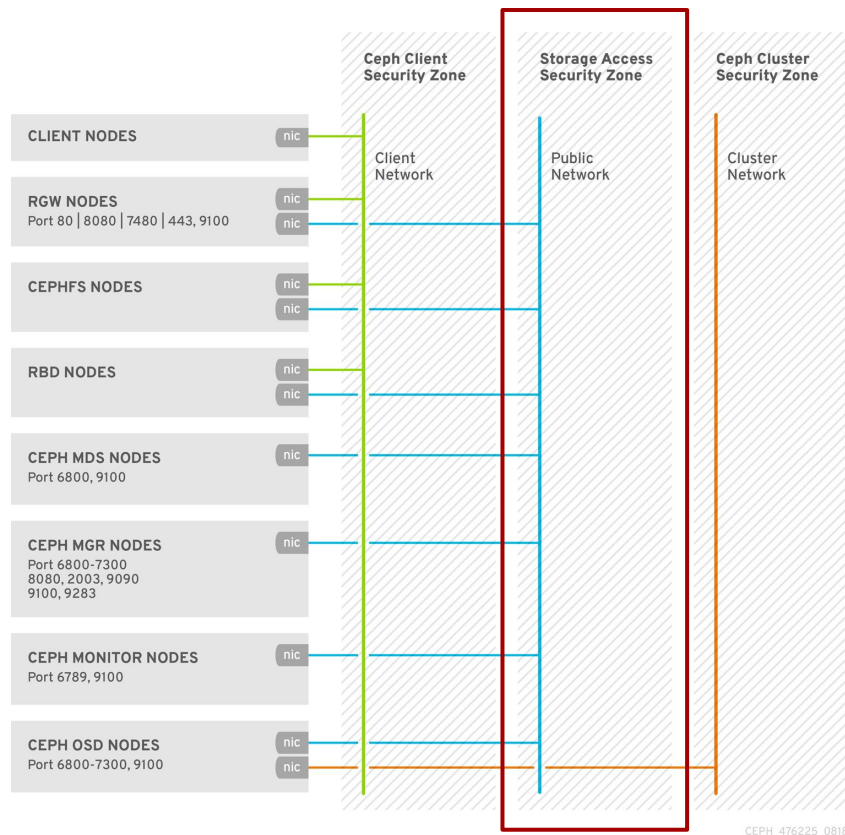 Ceph Client
Security Zone
Storage Access
Security Zone
Ceph Cluster
Security Zone
Client
Network
Public
Network
Cluster
Network
CLIENT NODES
nic
RGW NODES
Port 80 | 8080 | 7480 | 443, 9100
nic
nic
CEPHFS NODES
nic
nic
RBD NODES
nic
nic
CEPH MDS NODES
Port 6800, 9100
nic
CEPH MGR NODES
Port 6800-7300
8080, 2003, 9090
9100, 9283
nic
CEPH MONITOR NODES
Port 6789, 9100
nic
CEPH OSD NODES
Port 6800-7300, 9100
nic
nic
CEPH_476225_0818